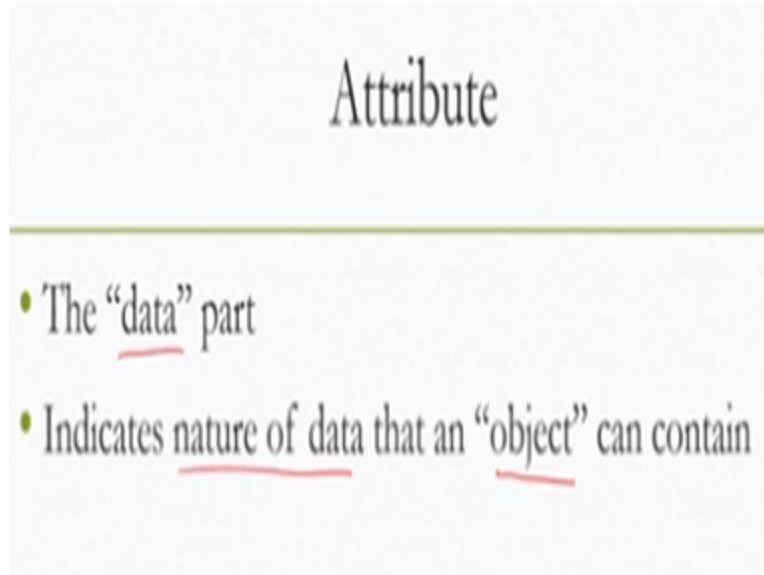 Attribute
• The “data” part
• Indicates nature of data that an “object” can contain